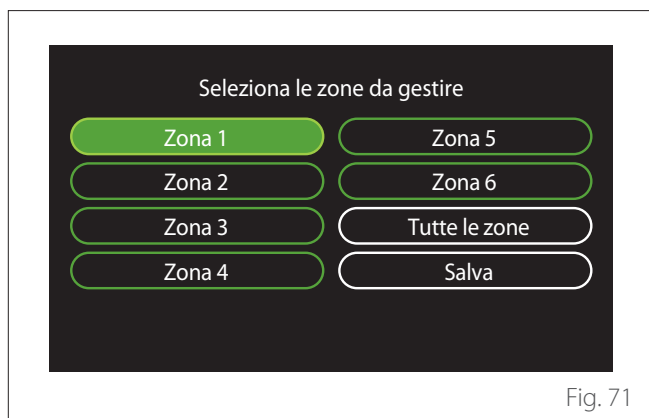 Seleziona le zone da gestire
Zona 1
Zona 2
Zona 3
Zona 4
Zona 5
Zona 6
Tutte le zone
Salva
Fig. 71